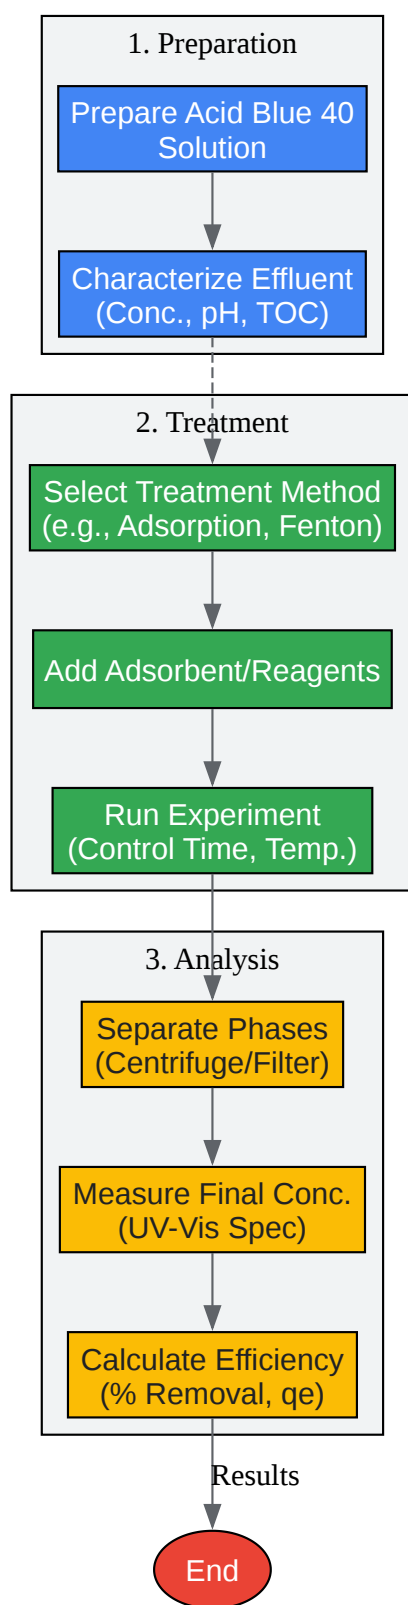 1. Preparation
Prepare Acid Blue 40
Solution
Characterize Effluent
(Conc., pH, TOC)
2. Treatment
Select Treatment Method
(e.g., Adsorption, Fenton)
Add Adsorbent/Reagents
Run Experiment
(Control Time, Temp.)
3. Analysis
Separate Phases
(Centrifuge/Filter)
Measure Final Conc.
(UV-Vis Spec)
Calculate Efficiency
(% Removal, qe)
Results
End